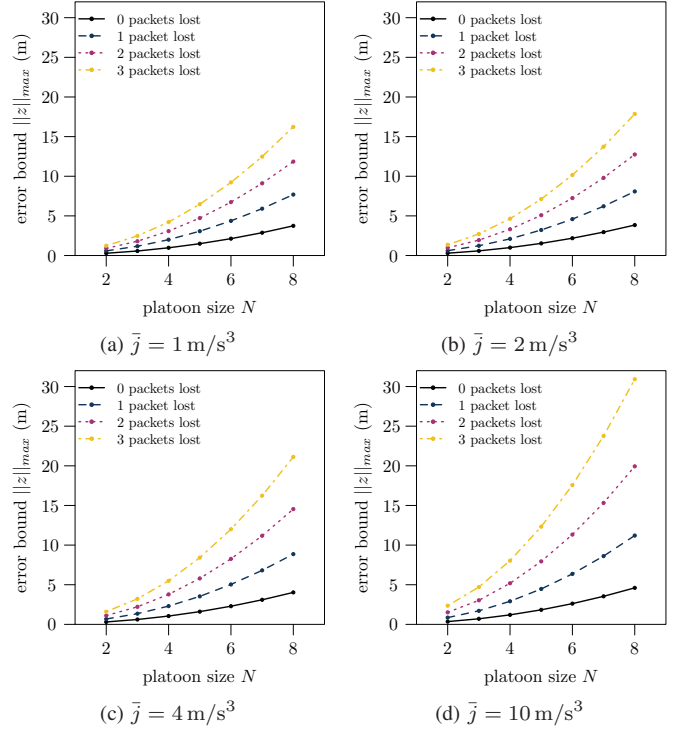 error bound ||z||max (m)
30
25
20
15
10
5
0
0 packets lost
1 packet lost
2 packets lost
3 packets lost
2 4 6 8
platoon size N
(a) j̄ = 1 m/s³
error bound ||z||max (m)
30
25
20
15
10
5
0
0 packets lost
1 packet lost
2 packets lost
3 packets lost
2 4 6 8
platoon size N
(b) j̄ = 2 m/s³
error bound ||z||max (m)
30
25
20
15
10
5
0
0 packets lost
1 packet lost
2 packets lost
3 packets lost
2 4 6 8
platoon size N
(c) j̄ = 4 m/s³
error bound ||z||max (m)
30
25
20
15
10
5
0
0 packets lost
1 packet lost
2 packets lost
3 packets lost
2 4 6 8
platoon size N
(d) j̄ = 10 m/s³